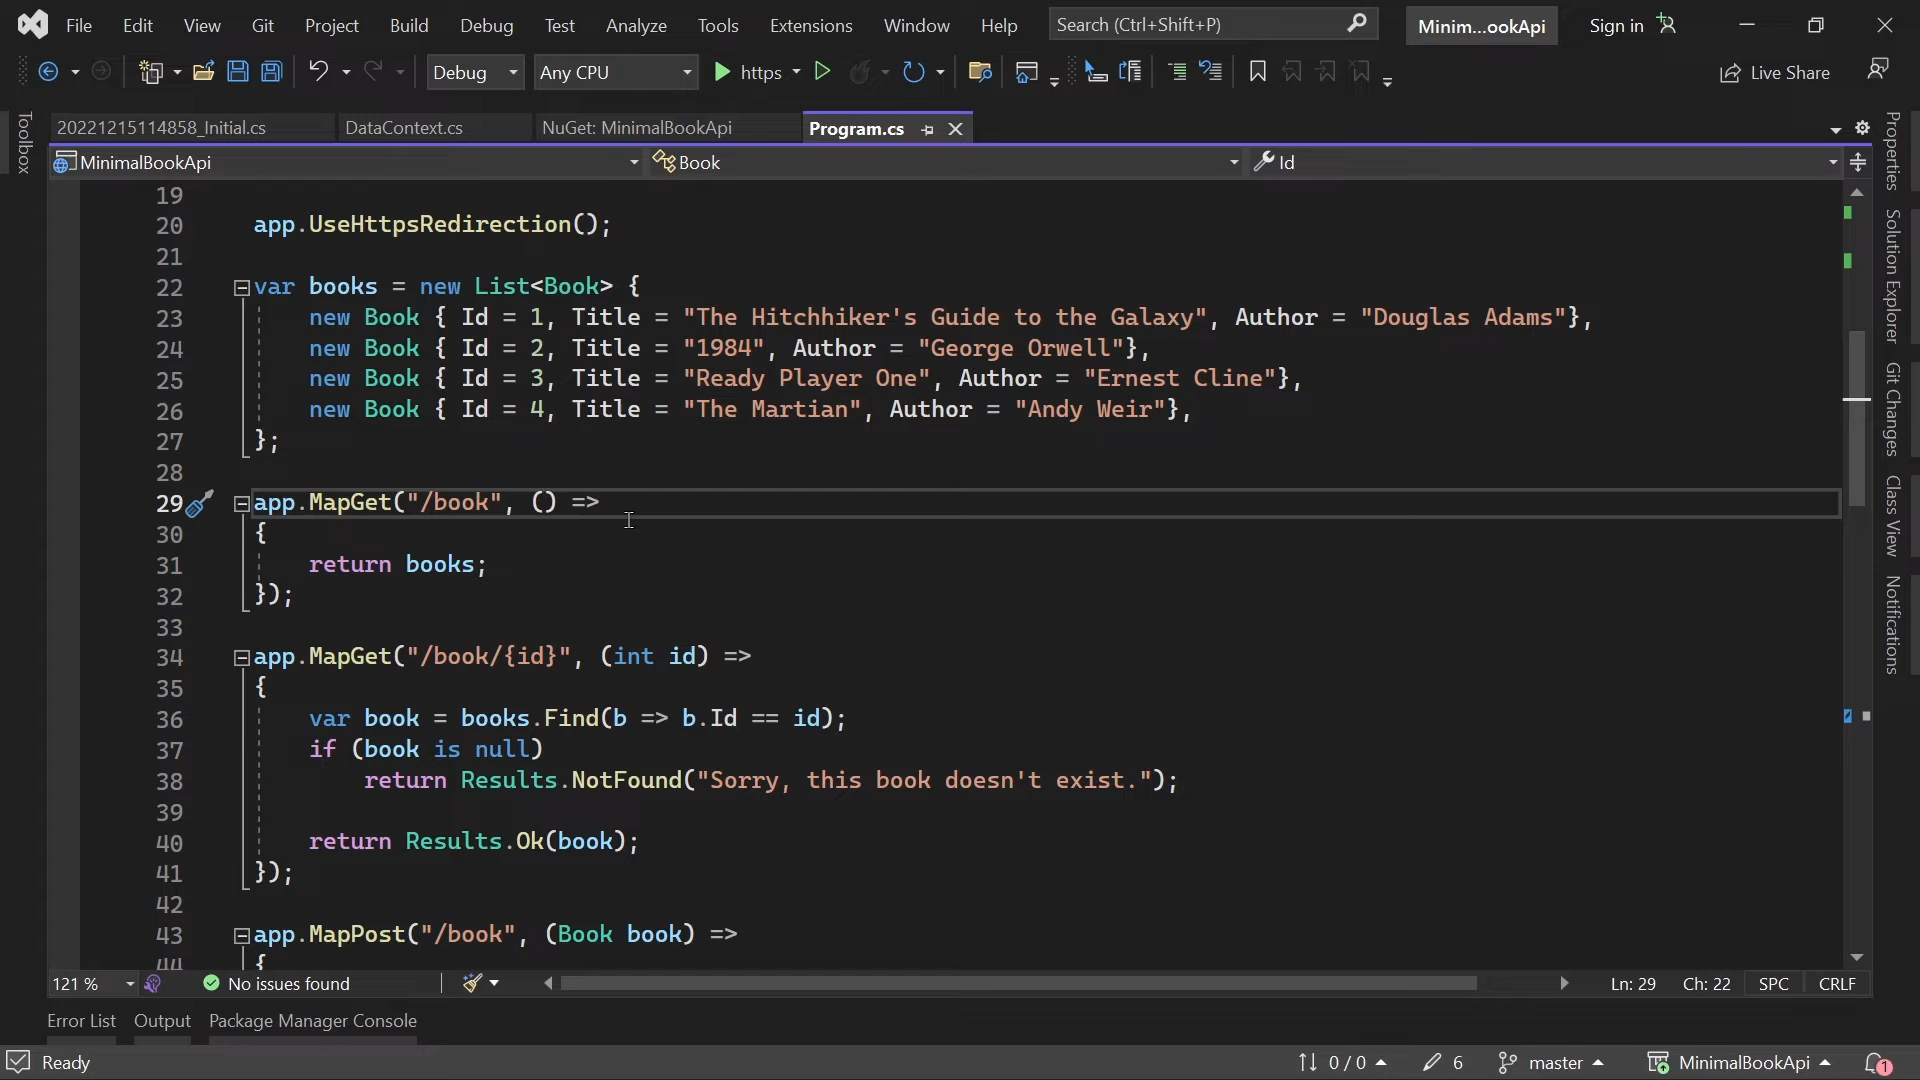 File Edit View Git Project Build Debug Test Analyze Tools Extensions Window Help Search (Ctrl+Shift+P) Minim...ookApi Sign in
Debug Any CPU https Live Share
Toolbox
20221215114858_Initial.cs DataContext.cs NuGet: MinimalBookApi Program.cs
MinimalBookApi Book Id
19
20 app.UseHttpsRedirection();
21
22 var books = new List<Book> {
23 new Book { Id = 1, Title = "The Hitchhiker's Guide to the Galaxy", Author = "Douglas Adams"},
24 new Book { Id = 2, Title = "1984", Author = "George Orwell"},
25 new Book { Id = 3, Title = "Ready Player One", Author = "Ernest Cline"},
26 new Book { Id = 4, Title = "The Martian", Author = "Andy Weir"},
27 };
28
29 app.MapGet("/book", () =>
30 {
31 return books;
32 });
33
34 app.MapGet("/book/{id}", (int id) =>
35 {
36 var book = books.Find(b => b.Id == id);
37 if (book is null)
38 return Results.NotFound("Sorry, this book doesn't exist.");
39
40 return Results.Ok(book);
41 });
42
43 app.MapPost("/book", (Book book) =>
44 {
Properties
Solution Explorer
Git Changes
Class View
Notifications
121 % No issues found Ln: 29 Ch: 22 SPC CRLF
Error List Output Package Manager Console
Ready 0 / 0 6 master MinimalBookApi 1